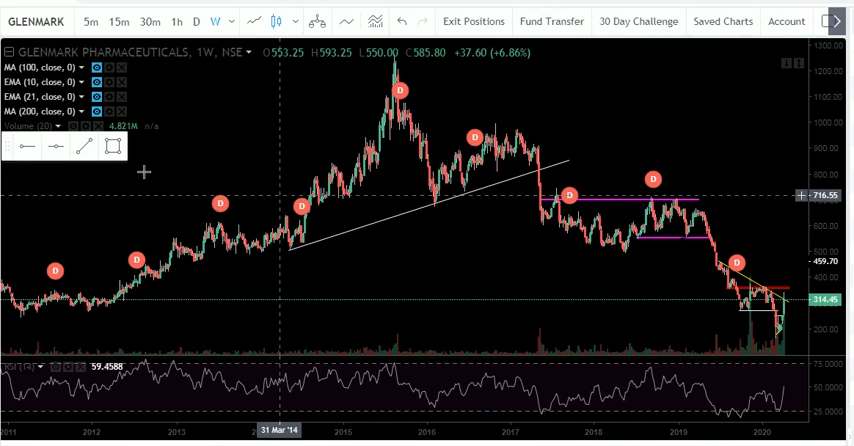 GLENMARK 5m 15m 30m 1h D W Exit Positions Fund Transfer 30 Day Challenge Saved Charts Account
GLENMARK PHARMACEUTICALS, 1W, NSE O553.25 H593.25 L550.00 C585.80 +37.60 (+6.86%)
MA (100, close, 0)
EMA (10, close, 0)
EMA (21, close, 0)
MA (200, close, 0)
Volume (20) 4.821M n/a
1300.00
1200.00
1100.00
1000.00
900.00
800.00
716.55
600.00
500.00
459.70
400.00
314.45
200.00
D D D D D D D D D D
RSI (14) 59.4588
75.0000
50.0000
25.0000
2011 2012 2013 31 Mar '14 2015 2016 2017 2018 2019 2020